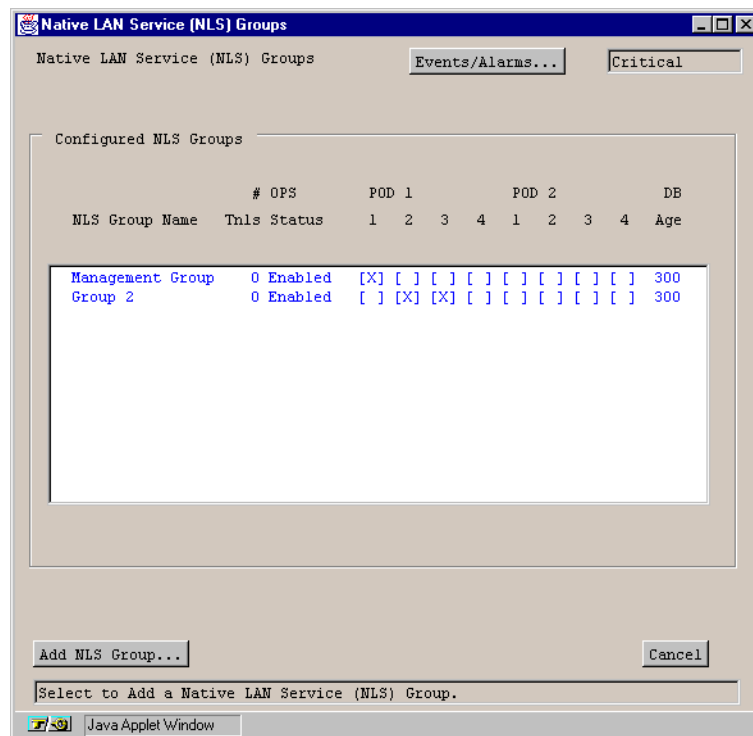 Native LAN Service (NLS) Groups
Native LAN Service (NLS) Groups Events/Alarms... Critical
Configured NLS Groups
# OPS POD 1 POD 2 DB
NLS Group Name Tnls Status 1 2 3 4 1 2 3 4 Age
Management Group 0 Enabled [X] [ ] [ ] [ ] [ ] [ ] [ ] [ ] 300
Group 2 0 Enabled [ ] [X] [X] [ ] [ ] [ ] [ ] [ ] 300
Add NLS Group... Cancel
Select to Add a Native LAN Service (NLS) Group.
Java Applet Window